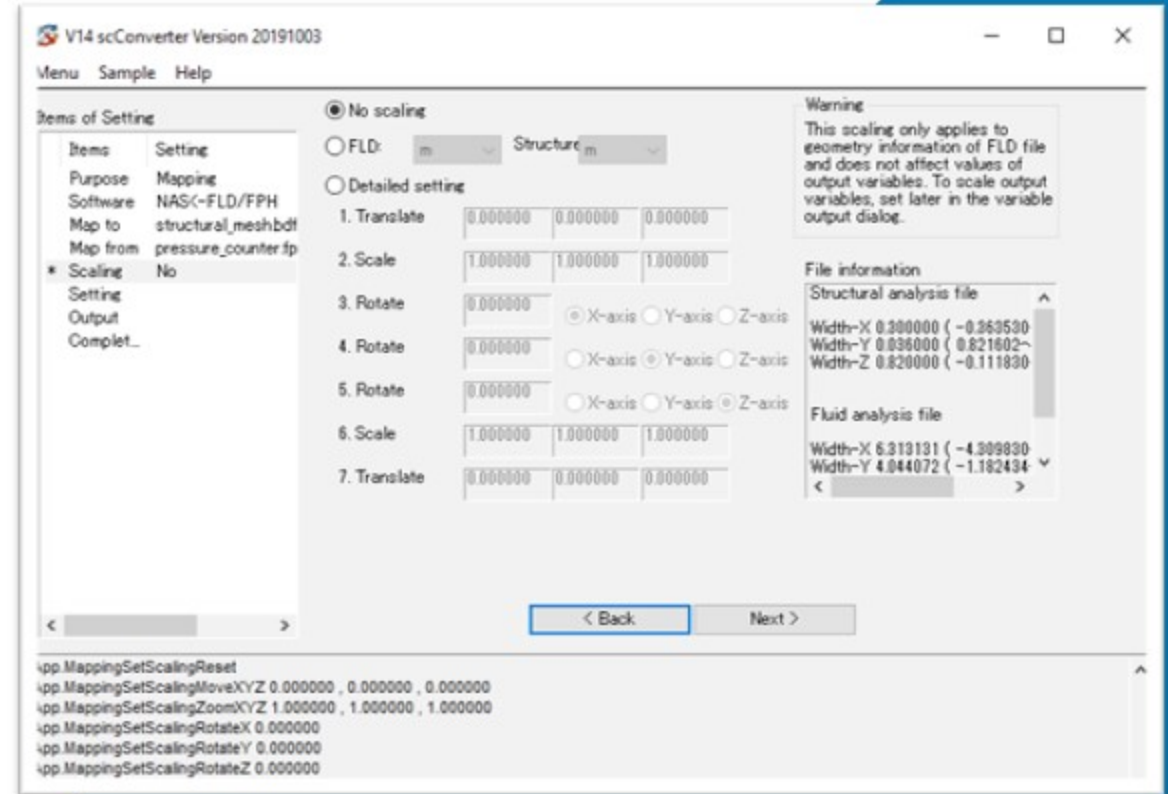 V14 scConverter Version 20191003
Menu Sample Help
Items of Setting
Items Setting
Purpose Mapping
Software NAS<-FLD/FPH
Map to structural_mesh.bdf
Map from pressure_counter.fp
* Scaling No
Setting
Output
Complet...
No scaling
FLD: m Structure m
Detailed setting
1. Translate 0.000000 0.000000 0.000000
2. Scale 1.000000 1.000000 1.000000
3. Rotate 0.000000 X-axis Y-axis Z-axis
4. Rotate 0.000000 X-axis Y-axis Z-axis
5. Rotate 0.000000 X-axis Y-axis Z-axis
6. Scale 1.000000 1.000000 1.000000
7. Translate 0.000000 0.000000 0.000000
Warning
This scaling only applies to
geometry information of FLD file
and does not affect values of
output variables. To scale output
variables, set later in the variable
output dialog.
File information
Structural analysis file
Width-X 0.300000 ( -0.363530
Width-Y 0.036000 ( 0.821602~
Width-Z 0.820000 ( -0.111830
Fluid analysis file
Width-X 6.313131 ( -4.309830
Width-Y 4.044072 ( -1.182434
< Back Next >
App.MappingSetScalingReset
App.MappingSetScalingMoveXYZ 0.000000 , 0.000000 , 0.000000
App.MappingSetScalingZoomXYZ 1.000000 , 1.000000 , 1.000000
App.MappingSetScalingRotateX 0.000000
App.MappingSetScalingRotateY 0.000000
App.MappingSetScalingRotateZ 0.000000